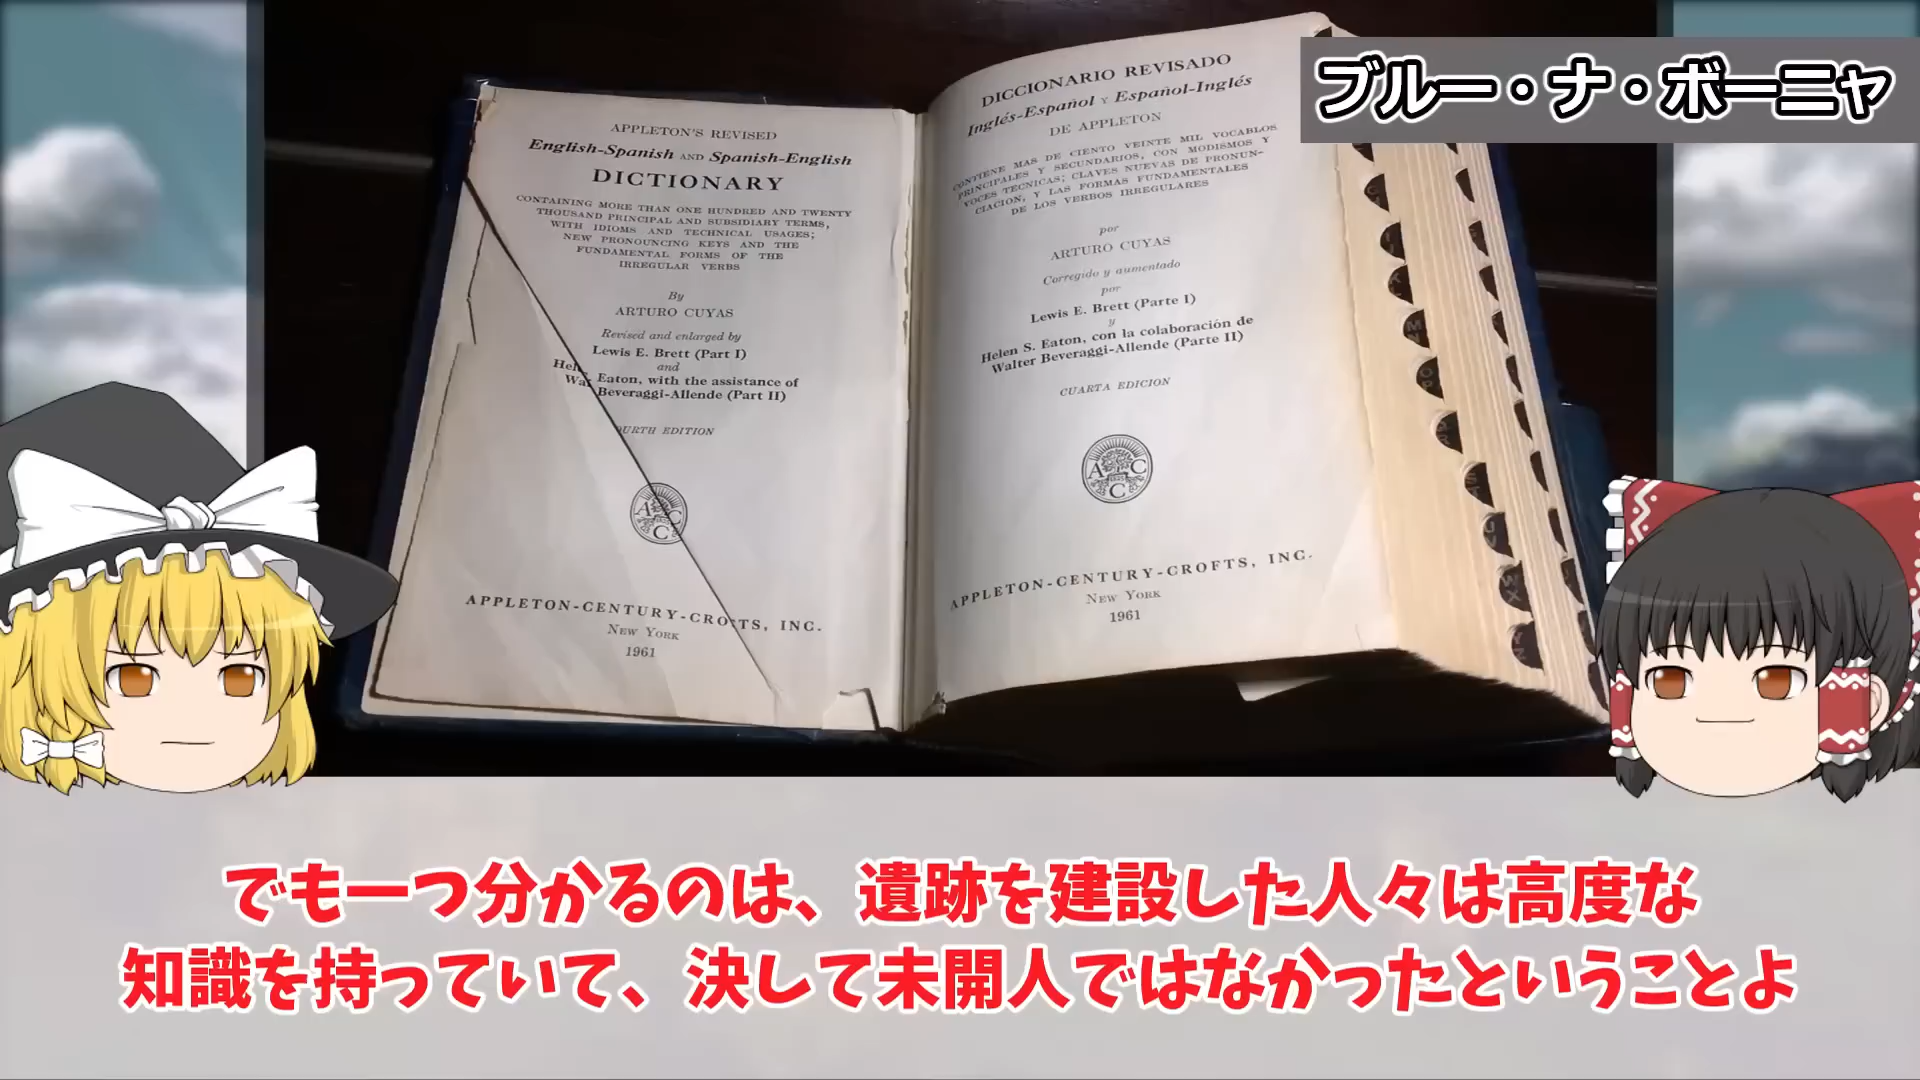 ブルー・ナ・ボーニャ
APPLETON'S REVISED
English-Spanish AND Spanish-English
DICTIONARY
CONTAINING MORE THAN ONE HUNDRED AND TWENTY
THOUSAND PRINCIPAL AND SUBSIDIARY TERMS,
WITH IDIOMS AND TECHNICAL USAGES;
NEW PRONOUNCING KEYS AND THE
FUNDAMENTAL FORMS OF THE
IRREGULAR VERBS
By
ARTURO CUYAS
Revised and enlarged by
Lewis E. Brett (Part I)
and
Eaton, with the assistance of
Beveraggi-Allende (Part II)
EDITION
A C C
APPLETON-CENTURY-CROFTS, INC.
NEW YORK
1961
DICCIONARIO REVISADO
Inglés-Español Y Español-Inglés
DE APPLETON
CONTIENE MAS DE CIENTO VEINTE MIL VOCABLOS
PRINCIPALES Y SECUNDARIOS, CON MODISMOS Y
VOCES TECNICAS; CLAVES NUEVAS DE PRONUN-
CIACION, Y LAS FORMAS FUNDAMENTALES
DE LOS VERBOS IRREGULARES
por
ARTURO CUYAS
Corregido y aumentado
por
Lewis E. Brett (Parte I)
y
Helen S. Eaton, con la colaboración de
Walter Beveraggi-Allende (Parte II)
CUARTA EDICION
A C C
APPLETON-CENTURY-CROFTS, INC.
NEW YORK
1961
でも一つ分かるのは、遺跡を建設した人々は高度な
知識を持っていて、決して未開人ではなかったということよ